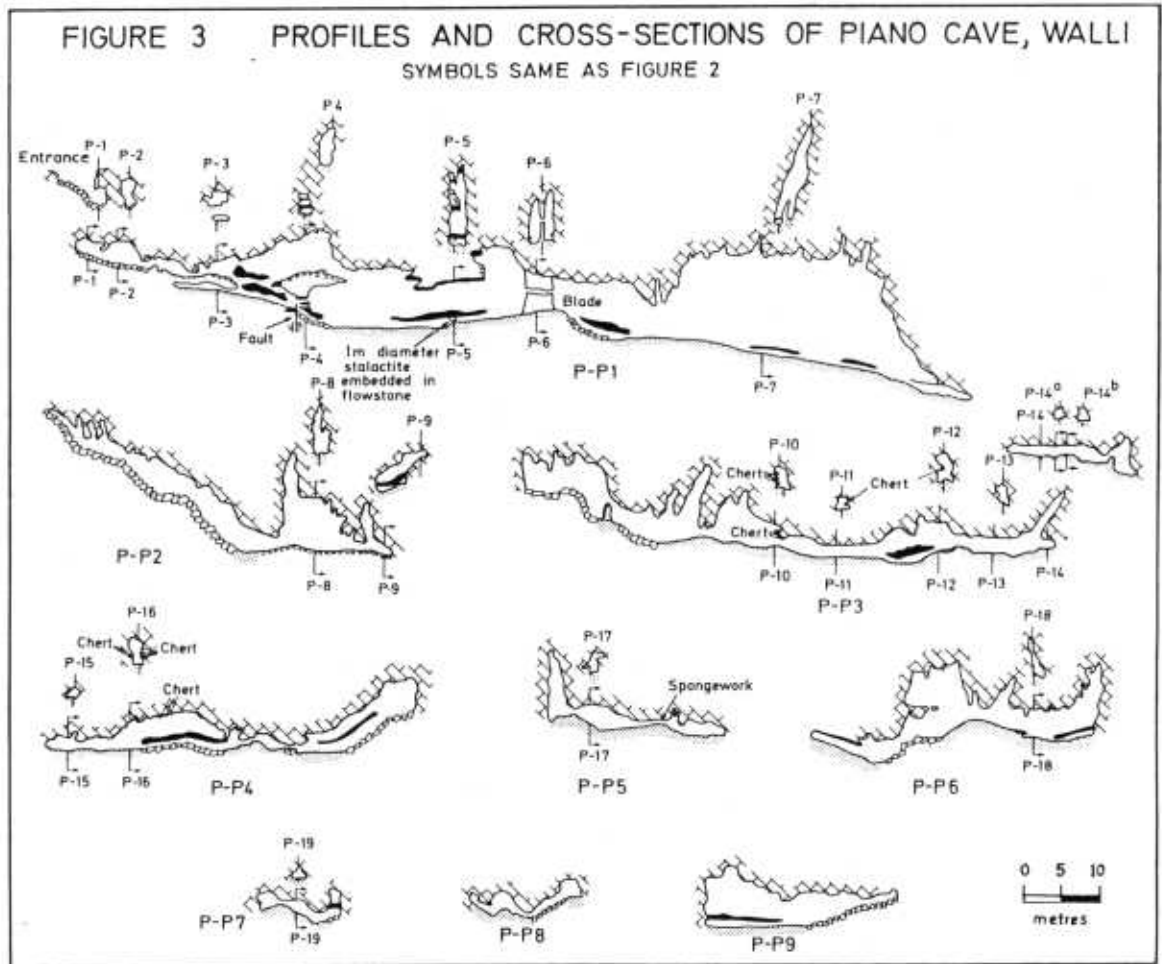 FIGURE 3 PROFILES AND CROSS-SECTIONS OF PIANO CAVE, WALLI
SYMBOLS SAME AS FIGURE 2
Entrance
P-1
P-2
P-3
P-4
P-5
P-6
P-7
P-1
P-2
P-3
Fault
P-4
1m diameter
stalactite
embedded in
flowstone
P-5
P-6
Blade
P-7
P-P1
P-8
P-9
P-8
P-9
P-P2
Chert
P-10
P-11
Chert
P-12
P-13
P-14
P-14a
P-14b
Chert
P-10
P-11
P-12
P-13
P-14
P-P3
P-15
P-16
Chert
Chert
Chert
P-15
P-16
P-P4
P-17
Spongework
P-17
P-P5
P-18
P-18
P-P6
P-19
P-19
P-P7
P-P8
P-P9
0 5 10
metres